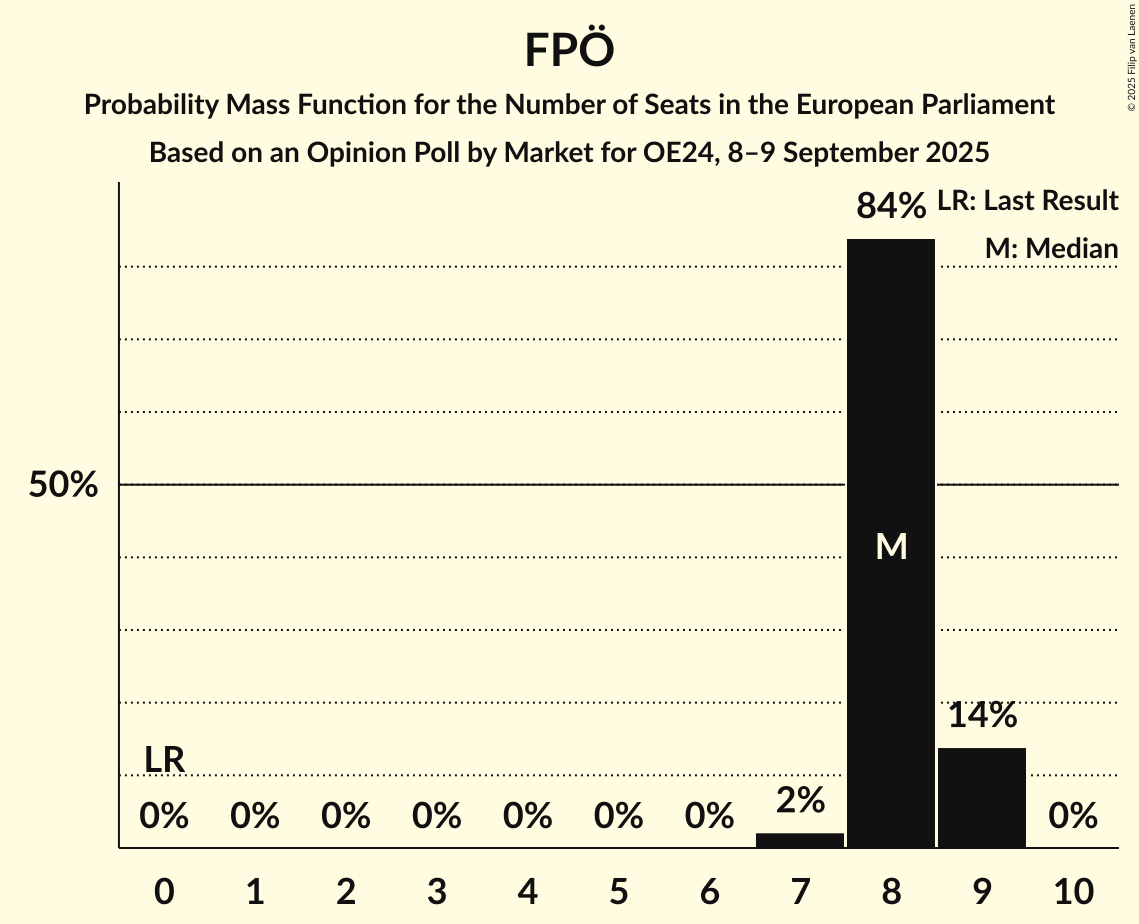 FPÖ
Probability Mass Function for the Number of Seats in the European Parliament
Based on an Opinion Poll by Market for OE24, 8–9 September 2025
© 2025 Filip van Laenen
LR: Last Result
M: Median
84%
50%
M
14%
LR
2%
0% 0% 0% 0% 0% 0% 0% 0%
0 1 2 3 4 5 6 7 8 9 10